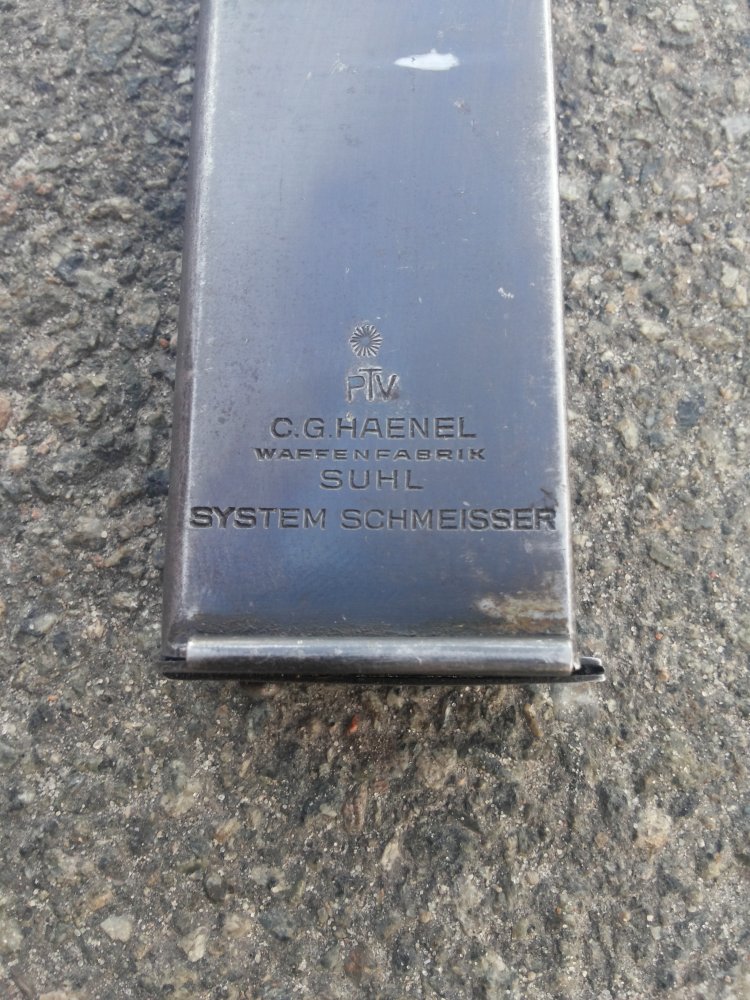 PTV
C.G.HAENEL
WAFFENFABRIK
SUHL
SYSTEM SCHMEISSER